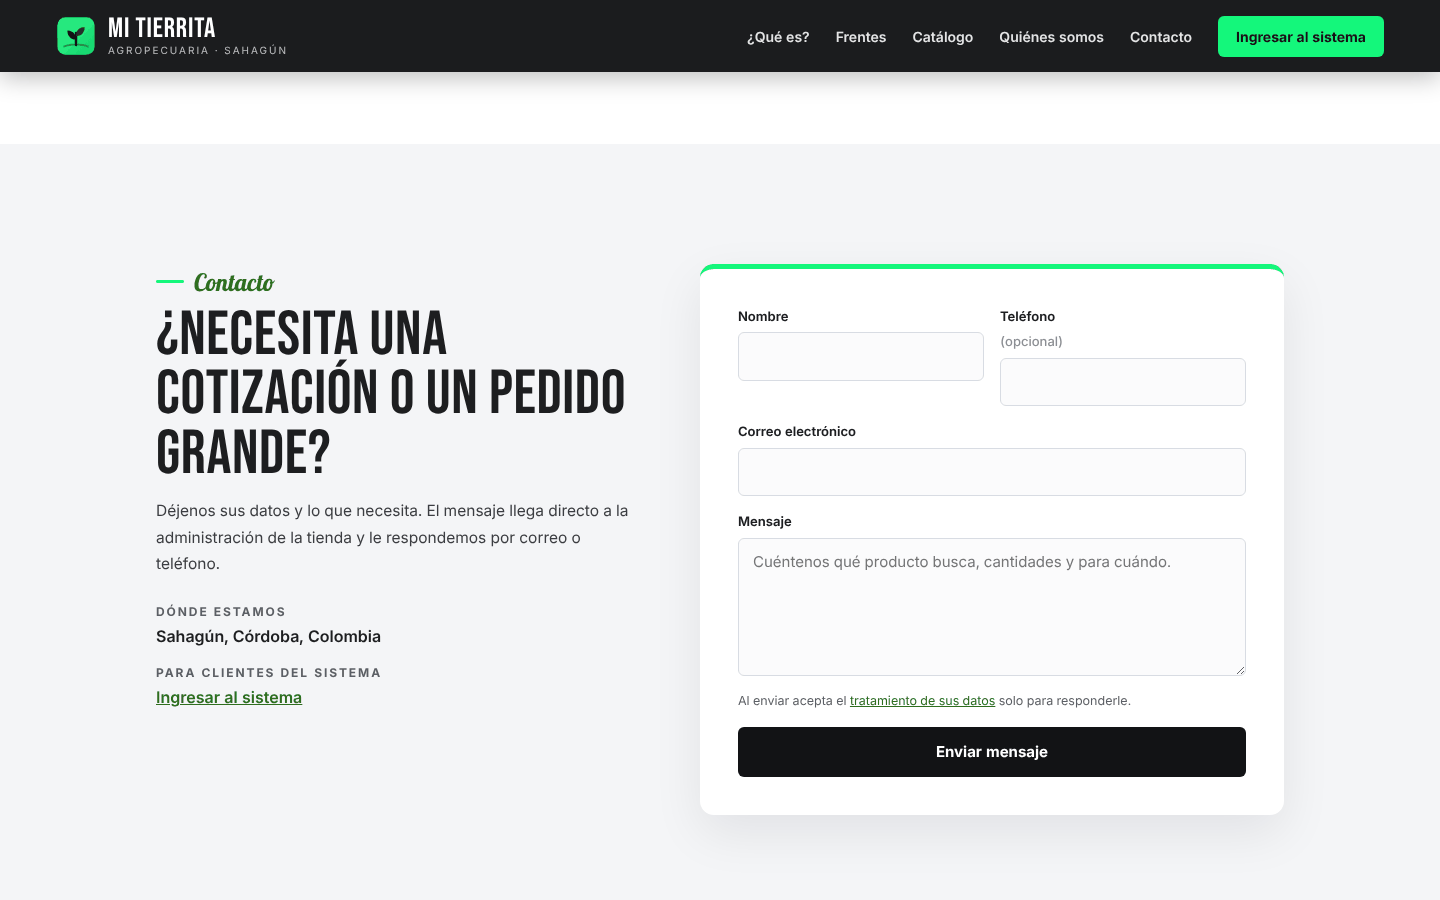 MI TIERRITA
AGROPECUARIA · SAHAGÚN
¿Qué es?
Frentes
Catálogo
Quiénes somos
Contacto
Ingresar al sistema
Contacto
¿NECESITA UNA
COTIZACIÓN O UN PEDIDO
GRANDE?
Déjenos sus datos y lo que necesita. El mensaje llega directo a la
administración de la tienda y le respondemos por correo o
teléfono.
DÓNDE ESTAMOS
Sahagún, Córdoba, Colombia
PARA CLIENTES DEL SISTEMA
Ingresar al sistema
Nombre
Teléfono
(opcional)
Correo electrónico
Mensaje
Cuéntenos qué producto busca, cantidades y para cuándo.
Al enviar acepta el tratamiento de sus datos solo para responderle.
Enviar mensaje